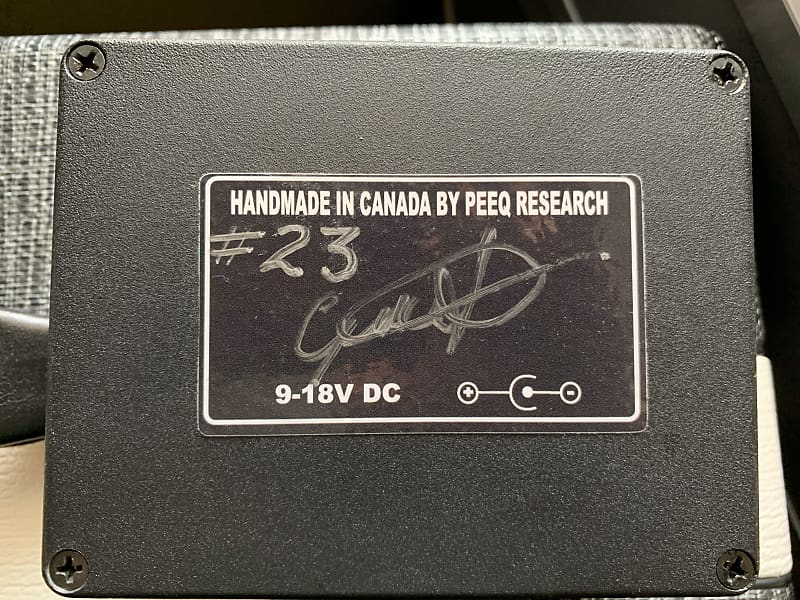 HANDMADE IN CANADA BY PEEQ RESEARCH
#23
9-18V DC